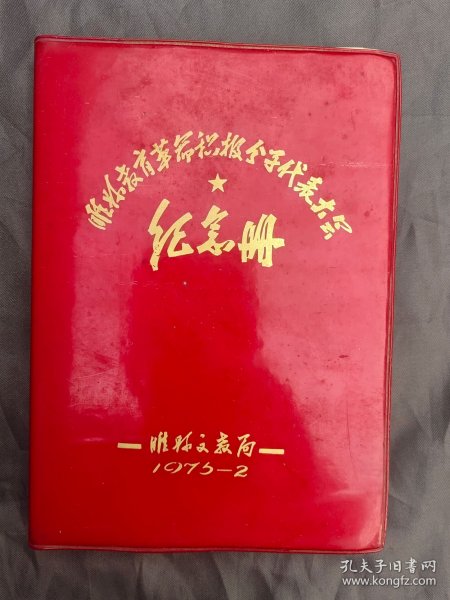 睢县教育革命积极分子代表大会
★
纪念册
睢县文教局
1975-2
孔夫子旧书网
www.kongfz.com